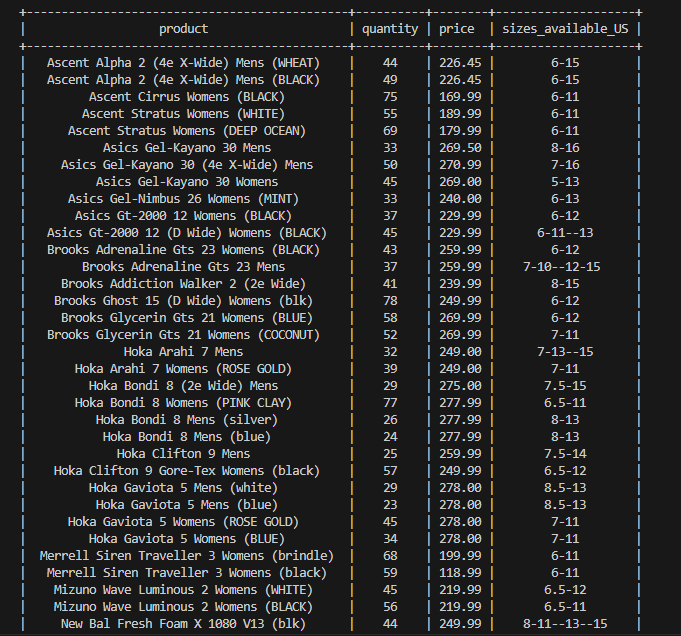 +----------------------------------------------+----------+--------+--------------------+
| product | quantity | price | sizes_available_US |
+----------------------------------------------+----------+--------+--------------------+
| Ascent Alpha 2 (4e X-Wide) Mens (WHEAT) | 44 | 226.45 | 6-15 |
| Ascent Alpha 2 (4e X-Wide) Mens (BLACK) | 49 | 226.45 | 6-15 |
| Ascent Cirrus Womens (BLACK) | 75 | 169.99 | 6-11 |
| Ascent Stratus Womens (WHITE) | 55 | 189.99 | 6-11 |
| Ascent Stratus Womens (DEEP OCEAN) | 69 | 179.99 | 6-11 |
| Asics Gel-Kayano 30 Mens | 33 | 269.50 | 8-16 |
| Asics Gel-Kayano 30 (4e X-Wide) Mens | 50 | 270.99 | 7-16 |
| Asics Gel-Kayano 30 Womens | 45 | 269.00 | 5-13 |
| Asics Gel-Nimbus 26 Womens (MINT) | 33 | 240.00 | 6-13 |
| Asics Gt-2000 12 Womens (BLACK) | 37 | 229.99 | 6-12 |
| Asics Gt-2000 12 (D Wide) Womens (BLACK) | 45 | 229.99 | 6-11--13 |
| Brooks Adrenaline Gts 23 Womens (BLACK) | 43 | 259.99 | 6-12 |
| Brooks Adrenaline Gts 23 Mens | 37 | 259.99 | 7-10--12-15 |
| Brooks Addiction Walker 2 (2e Wide) | 41 | 239.99 | 8-15 |
| Brooks Ghost 15 (D Wide) Womens (blk) | 78 | 249.99 | 6-12 |
| Brooks Glycerin Gts 21 Womens (BLUE) | 58 | 269.99 | 6-12 |
| Brooks Glycerin Gts 21 Womens (COCONUT) | 52 | 269.99 | 7-11 |
| Hoka Arahi 7 Mens | 32 | 249.00 | 7-13--15 |
| Hoka Arahi 7 Womens (ROSE GOLD) | 39 | 249.00 | 7-11 |
| Hoka Bondi 8 (2e Wide) Mens | 29 | 275.00 | 7.5-15 |
| Hoka Bondi 8 Womens (PINK CLAY) | 77 | 277.99 | 6.5-11 |
| Hoka Bondi 8 Mens (silver) | 26 | 277.99 | 8-13 |
| Hoka Bondi 8 Mens (blue) | 24 | 277.99 | 8-13 |
| Hoka Clifton 9 Mens | 25 | 259.99 | 7.5-14 |
| Hoka Clifton 9 Gore-Tex Womens (black) | 57 | 249.99 | 6.5-12 |
| Hoka Gaviota 5 Mens (white) | 29 | 278.00 | 8.5-13 |
| Hoka Gaviota 5 Mens (blue) | 23 | 278.00 | 8.5-13 |
| Hoka Gaviota 5 Womens (ROSE GOLD) | 45 | 278.00 | 7-11 |
| Hoka Gaviota 5 Womens (BLUE) | 34 | 278.00 | 7-11 |
| Merrell Siren Traveller 3 Womens (brindle) | 68 | 199.99 | 6-11 |
| Merrell Siren Traveller 3 Womens (black) | 59 | 118.99 | 6-11 |
| Mizuno Wave Luminous 2 Womens (WHITE) | 45 | 219.99 | 6.5-12 |
| Mizuno Wave Luminous 2 Womens (BLACK) | 56 | 219.99 | 6.5-11 |
| New Bal Fresh Foam X 1080 V13 (blk) | 44 | 249.99 | 8-11--13--15 |